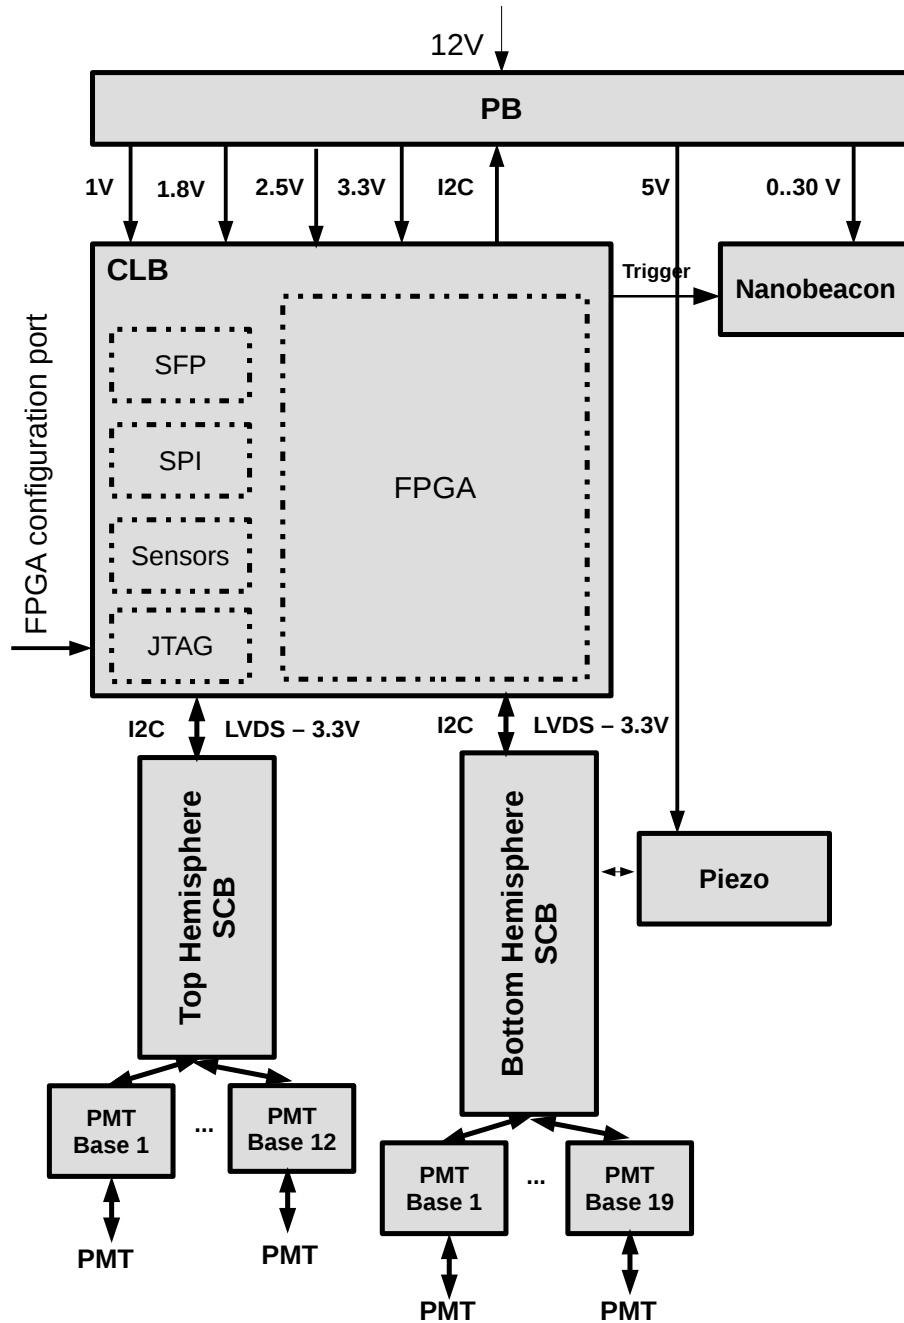 12V
PB
1V
1.8V
2.5V
3.3V
I2C
5V
0..30 V
CLB
Trigger
Nanobeacon
SFP
SPI
Sensors
JTAG
FPGA
FPGA configuration port
I2C
LVDS – 3.3V
I2C
LVDS – 3.3V
Top Hemisphere
SCB
Bottom Hemisphere
SCB
Piezo
PMT
Base 1
...
PMT
Base 12
PMT
Base 1
...
PMT
Base 19
PMT
PMT
PMT
PMT